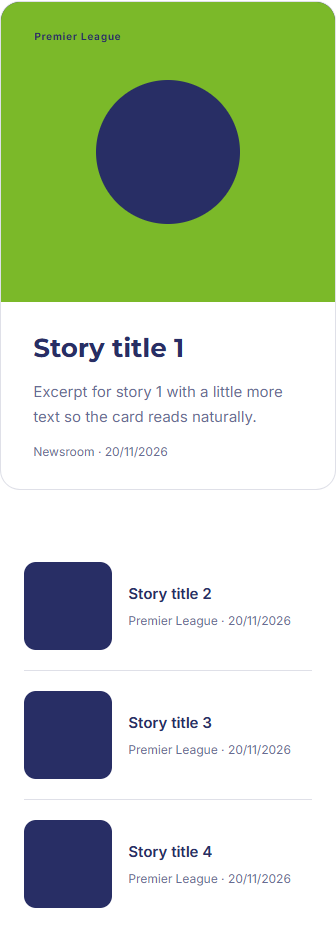 Premier League
Story title 1
Excerpt for story 1 with a little more
text so the card reads naturally.
Newsroom · 20/11/2026
Story title 2
Premier League · 20/11/2026
Story title 3
Premier League · 20/11/2026
Story title 4
Premier League · 20/11/2026